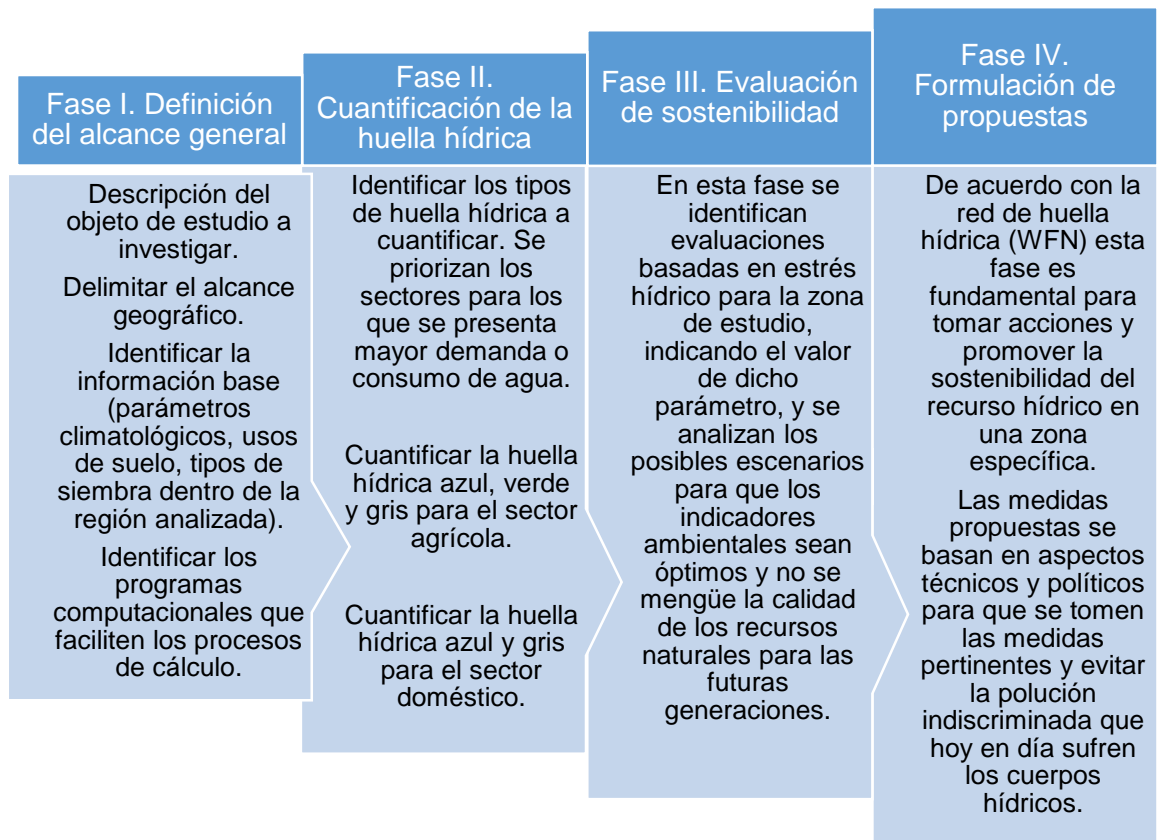 Fase I. Definición
del alcance general
Descripción del
objeto de estudio a
investigar.
Delimitar el alcance
geográfico.
Identificar la
información base
(parámetros
climatológicos, usos
de suelo, tipos de
siembra dentro de la
región analizada).
Identificar los
programas
computacionales que
faciliten los procesos
de cálculo.
Fase II.
Cuantificación de la
huella hídrica
Identificar los tipos
de huella hídrica a
cuantificar. Se
priorizan los
sectores para los
que se presenta
mayor demanda o
consumo de agua.
Cuantificar la huella
hídrica azul, verde
y gris para el sector
agrícola.
Cuantificar la huella
hídrica azul y gris
para el sector
doméstico.
Fase III. Evaluación
de sostenibilidad
En esta fase se
identifican
evaluaciones
basadas en estrés
hídrico para la zona
de estudio,
indicando el valor
de dicho
parámetro, y se
analizan los
posibles escenarios
para que los
indicadores
ambientales sean
óptimos y no se
mengüe la calidad
de los recursos
naturales para las
futuras
generaciones.
Fase IV.
Formulación de
propuestas
De acuerdo con la
red de huella
hídrica (WFN) esta
fase es
fundamental para
tomar acciones y
promover la
sostenibilidad del
recurso hídrico en
una zona
específica.
Las medidas
propuestas se
basan en aspectos
técnicos y políticos
para que se tomen
las medidas
pertinentes y evitar
la polución
indiscriminada que
hoy en día sufren
los cuerpos
hídricos.